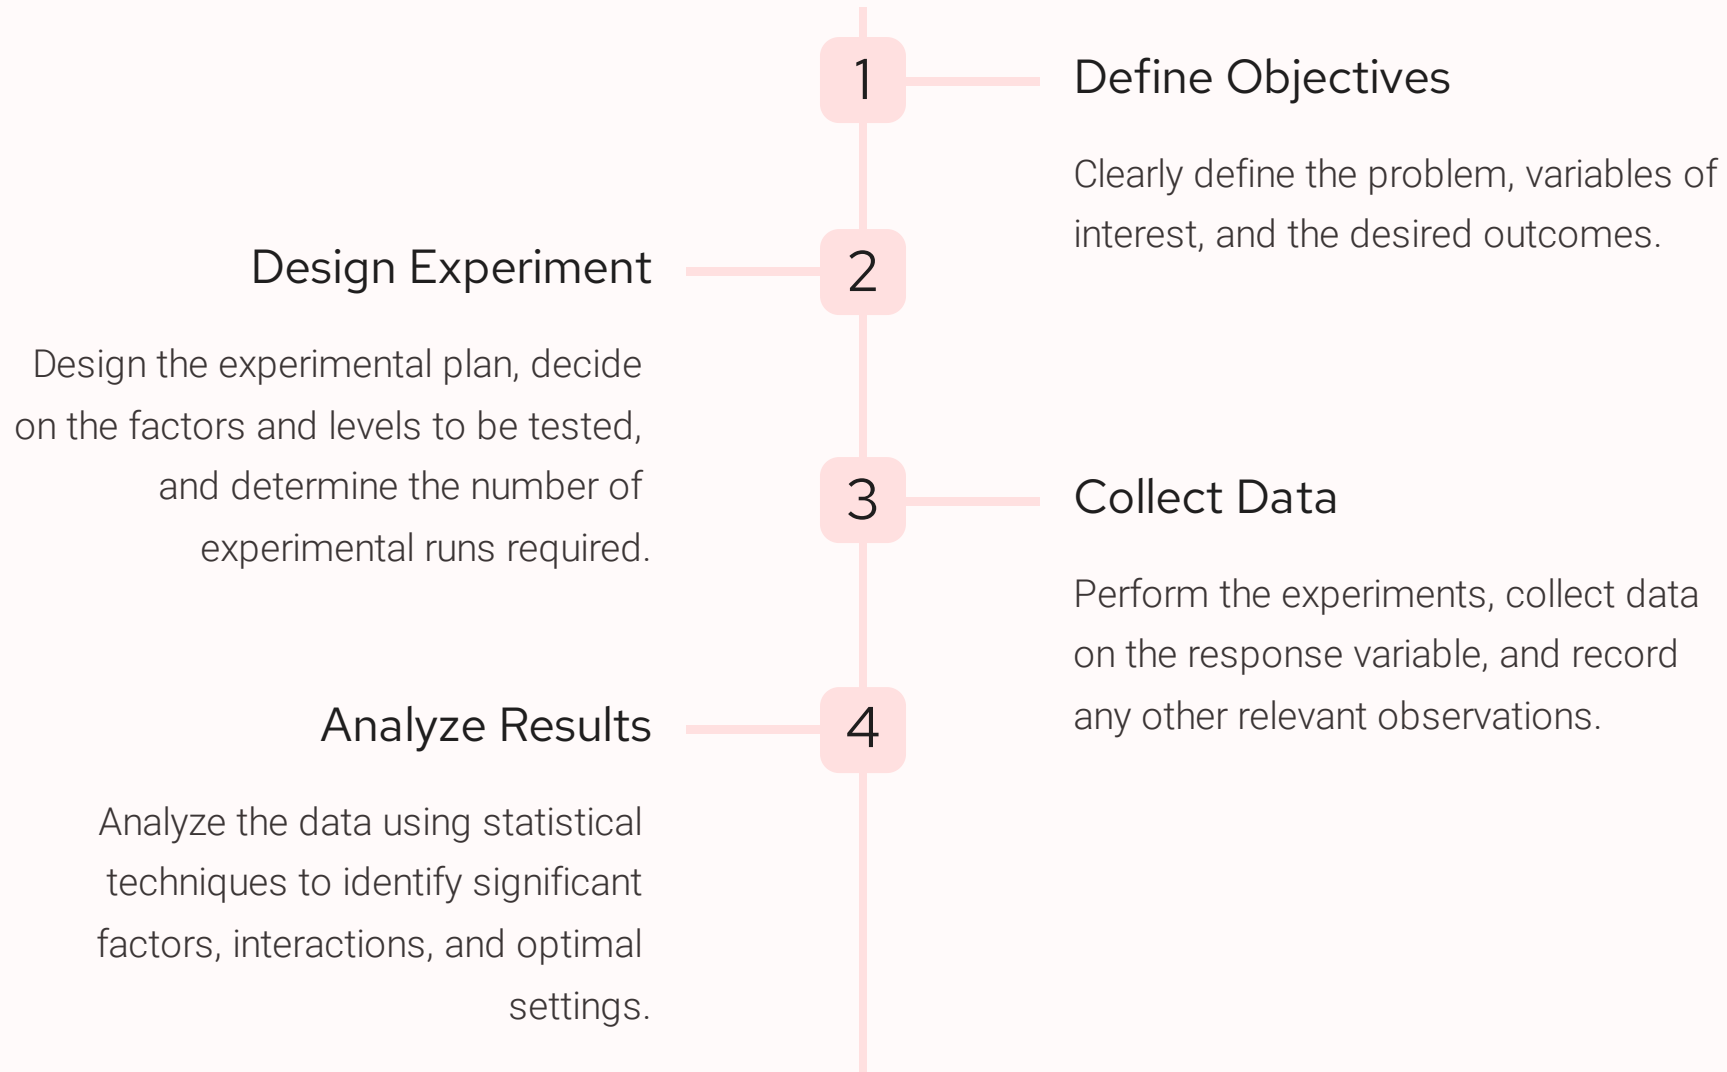 1
Define Objectives
Clearly define the problem, variables of
interest, and the desired outcomes.
2
Design Experiment
Design the experimental plan, decide
on the factors and levels to be tested,
and determine the number of
experimental runs required.
3
Collect Data
Perform the experiments, collect data
on the response variable, and record
any other relevant observations.
4
Analyze Results
Analyze the data using statistical
techniques to identify significant
factors, interactions, and optimal
settings.